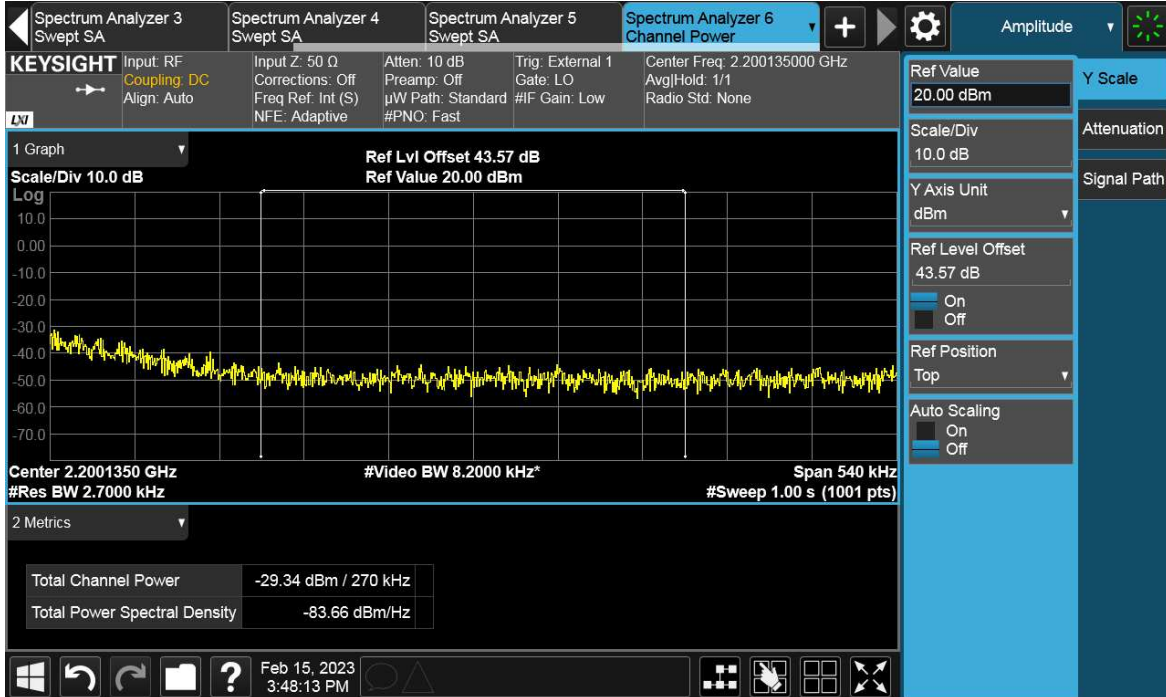 Spectrum Analyzer 3
Swept SA
Spectrum Analyzer 4
Swept SA
Spectrum Analyzer 5
Swept SA
Spectrum Analyzer 6
Channel Power
+
Amplitude
KEYSIGHT
LXI
Input: RF
Coupling: DC
Align: Auto
Input Z: 50 Ω
Corrections: Off
Freq Ref: Int (S)
NFE: Adaptive
Atten: 10 dB
Preamp: Off
µW Path: Standard
#PNO: Fast
Trig: External 1
Gate: LO
#IF Gain: Low
Center Freq: 2.200135000 GHz
Avg|Hold: 1/1
Radio Std: None
1 Graph
Scale/Div 10.0 dB
Ref Lvl Offset 43.57 dB
Ref Value 20.00 dBm
Log
10.0
0.00
-10.0
-20.0
-30.0
-40.0
-50.0
-60.0
-70.0
Center 2.2001350 GHz
#Res BW 2.7000 kHz
#Video BW 8.2000 kHz*
Span 540 kHz
#Sweep 1.00 s (1001 pts)
2 Metrics
Total Channel Power -29.34 dBm / 270 kHz
Total Power Spectral Density -83.66 dBm/Hz
?
Feb 15, 2023
3:48:13 PM
Ref Value
20.00 dBm
Scale/Div
10.0 dB
Y Axis Unit
dBm
Ref Level Offset
43.57 dB
On
Off
Ref Position
Top
Auto Scaling
On
Off
Y Scale
Attenuation
Signal Path